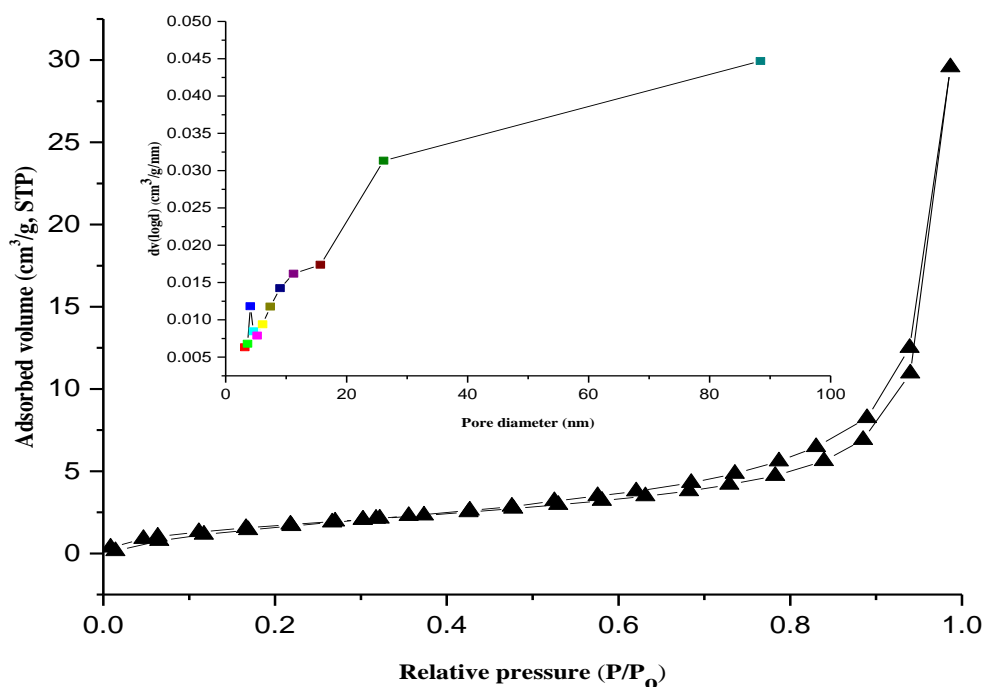 0.050
0.045
0.040
0.035
0.030
0.025
0.020
0.015
0.010
0.005
dv(logd) (cm³/g/nm)
0 20 40 60 80 100
Pore diameter (nm)
30
25
20
15
10
5
0
Adsorbed volume (cm³/g, STP)
0.0 0.2 0.4 0.6 0.8 1.0
Relative pressure (P/Pₒ)